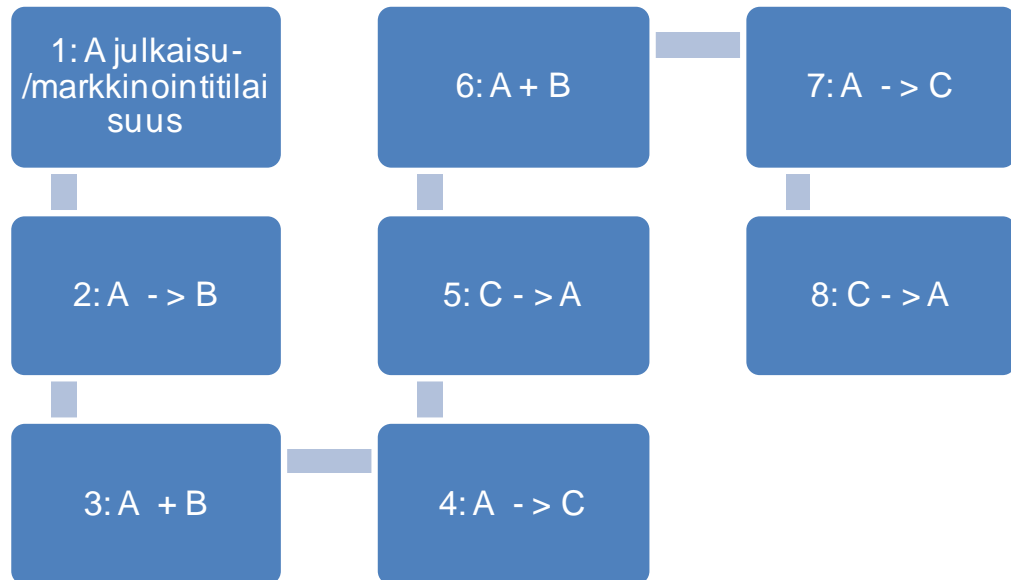 1: A julkaisu-
/markkinointitilai
suus
2: A - > B
3: A + B
4: A - > C
5: C - > A
6: A + B
7: A - > C
8: C - > A